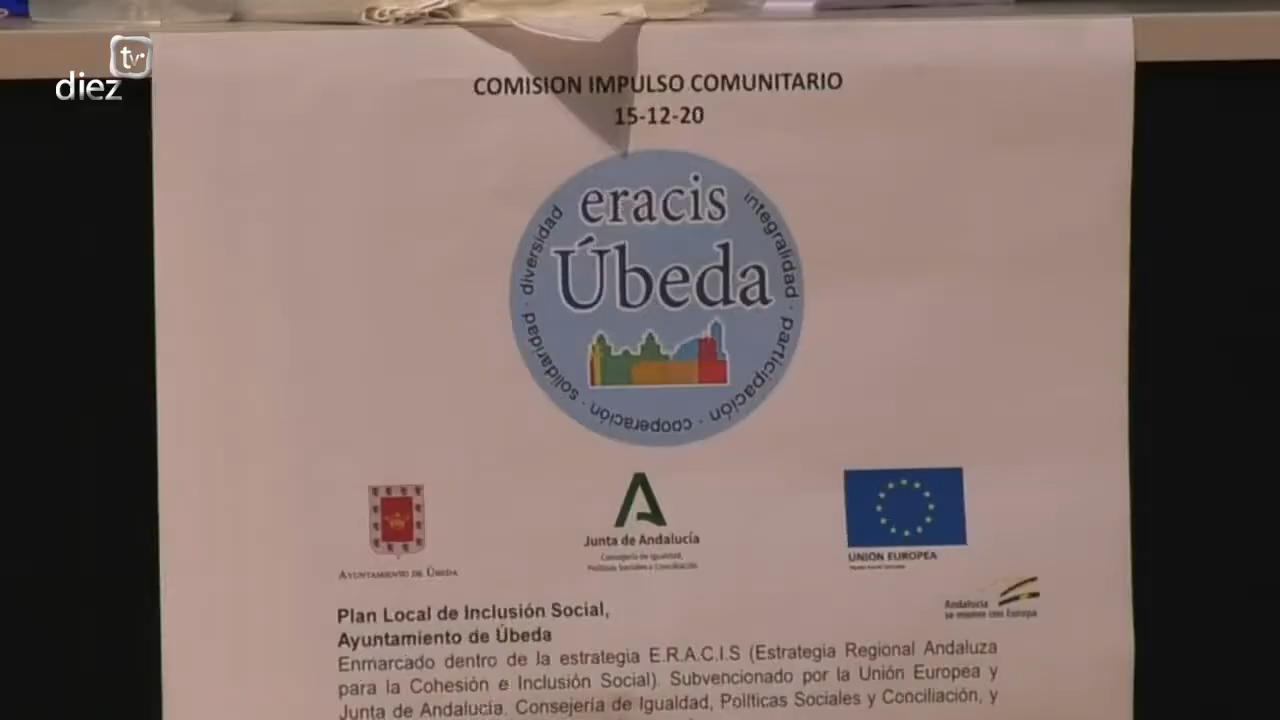 tv
diez
COMISION IMPULSO COMUNITARIO
15-12-20
eracis
Úbeda
diversidad · solidaridad · cooperación · participación · integralidad
AYUNTAMIENTO DE ÚBEDA
Junta de Andalucía
Consejería de Igualdad,
Políticas Sociales y Conciliación
UNIÓN EUROPEA
Andalucía
se mueve con Europa
Plan Local de Inclusión Social,
Ayuntamiento de Úbeda
Enmarcado dentro de la estrategia E.R.A.C.I.S (Estrategia Regional Andaluza
para la Cohesión e Inclusión Social). Subvencionado por la Unión Europea y
Junta de Andalucía. Consejería de Igualdad, Políticas Sociales y Conciliación, y